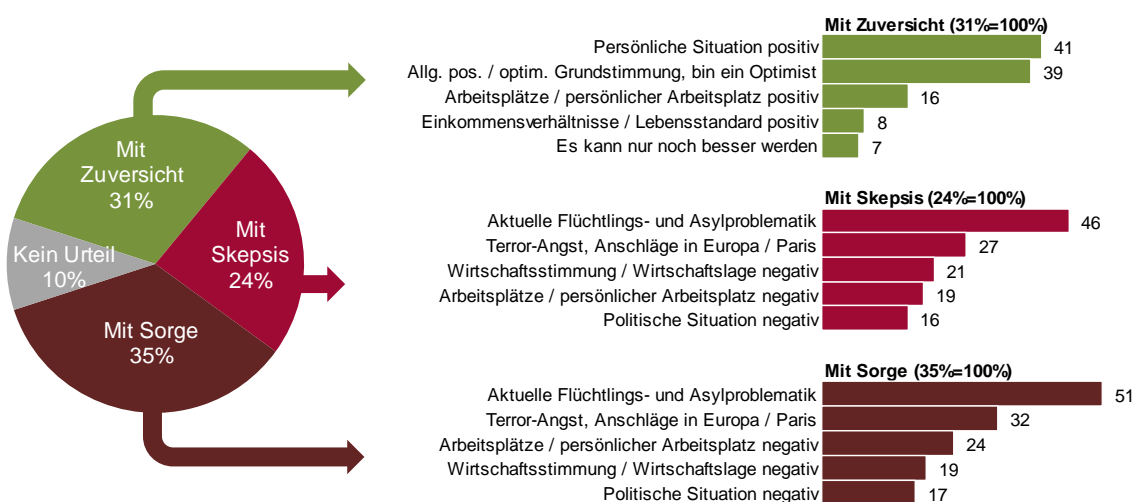 Mit
Zuversicht
31%
Mit
Skepsis
24%
Kein Urteil
10%
Mit Sorge
35%
Mit Zuversicht (31%=100%)
Persönliche Situation positiv 41
Allg. pos. / optim. Grundstimmung, bin ein Optimist 39
Arbeitsplätze / persönlicher Arbeitsplatz positiv 16
Einkommensverhältnisse / Lebensstandard positiv 8
Es kann nur noch besser werden 7
Mit Skepsis (24%=100%)
Aktuelle Flüchtlings- und Asylproblematik 46
Terror-Angst, Anschläge in Europa / Paris 27
Wirtschaftsstimmung / Wirtschaftslage negativ 21
Arbeitsplätze / persönlicher Arbeitsplatz negativ 19
Politische Situation negativ 16
Mit Sorge (35%=100%)
Aktuelle Flüchtlings- und Asylproblematik 51
Terror-Angst, Anschläge in Europa / Paris 32
Arbeitsplätze / persönlicher Arbeitsplatz negativ 24
Wirtschaftsstimmung / Wirtschaftslage negativ 19
Politische Situation negativ 17